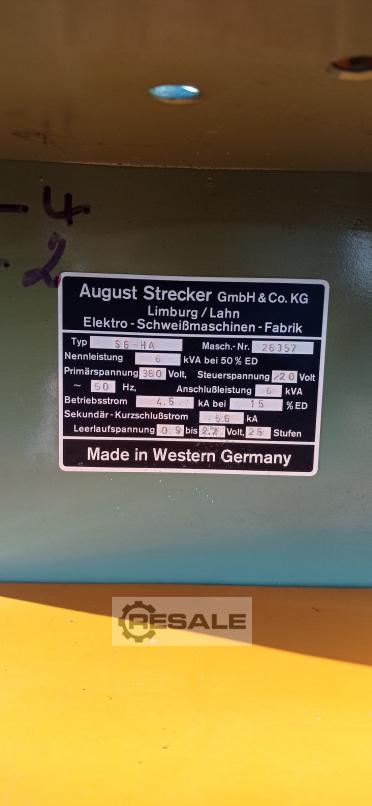 -4
2
August Strecker GmbH & Co. KG
Limburg / Lahn
Elektro - Schweißmaschinen - Fabrik
Typ S6-HA Masch.- Nr. 26357
Nennleistung 6 kVA bei 50% ED
Primärspannung 380 Volt, Steuerspannung 220 Volt
~ 50 Hz, Anschlußleistung 6 kVA
Betriebsstrom 4.5 kA bei 15 % ED
Sekundär - Kurzschlußstrom 6 kA
Leerlaufspannung 0.9 bis 2.2 Volt, 25 Stufen
Made in Western Germany
RESALE